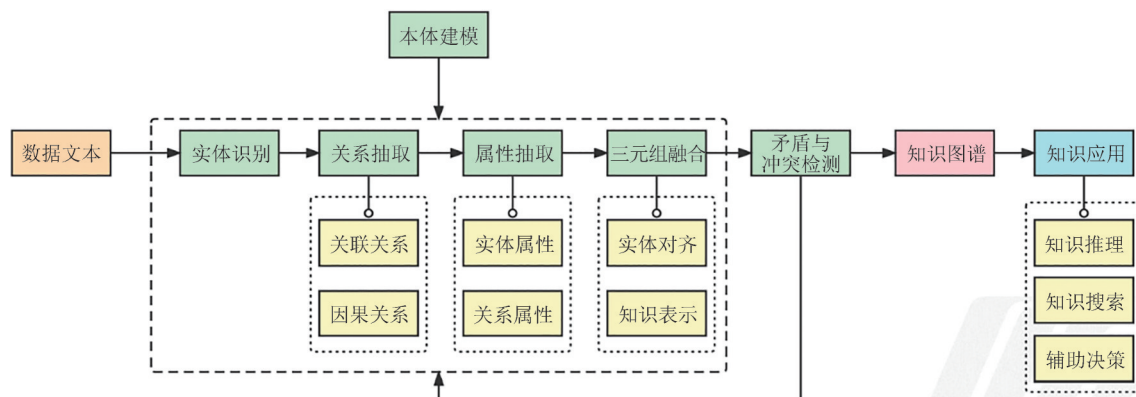 本体建模
数据文本
实体识别
关系抽取
属性抽取
三元组融合
矛盾与
冲突检测
知识图谱
知识应用
关联关系
因果关系
实体属性
关系属性
实体对齐
知识表示
知识推理
知识搜索
辅助决策